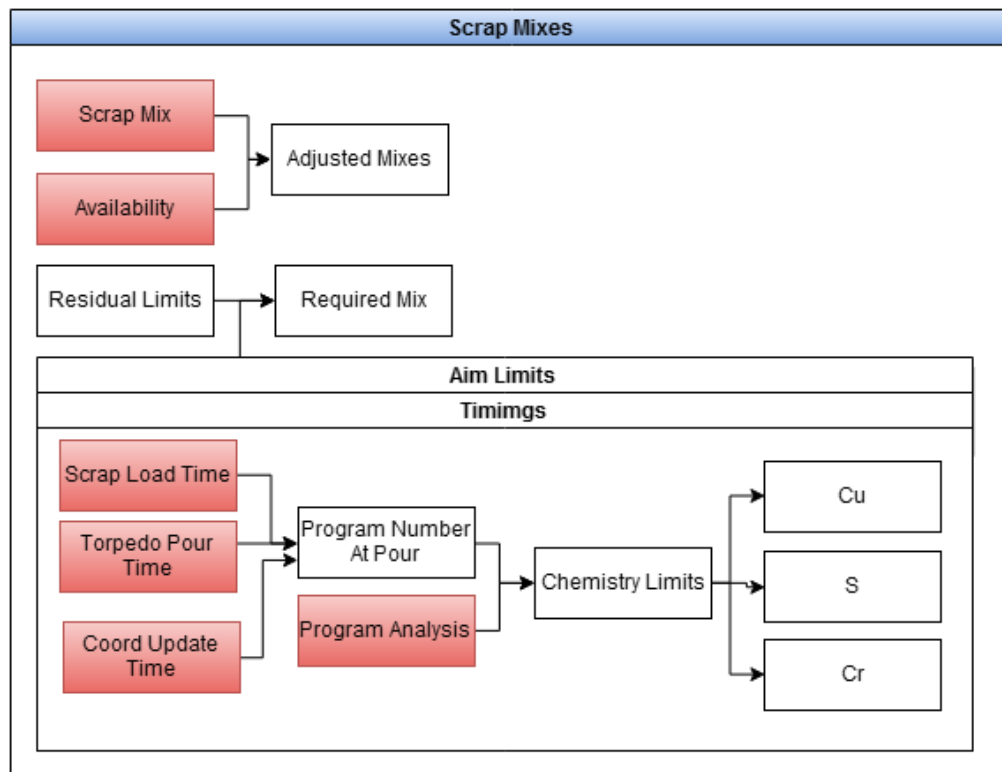 Scrap Mixes
Scrap Mix
Adjusted Mixes
Availability
Residual Limits
Required Mix
Aim Limits
Timimgs
Scrap Load Time
Torpedo Pour
Time
Coord Update
Time
Program Number
At Pour
Program Analysis
Chemistry Limits
Cu
S
Cr